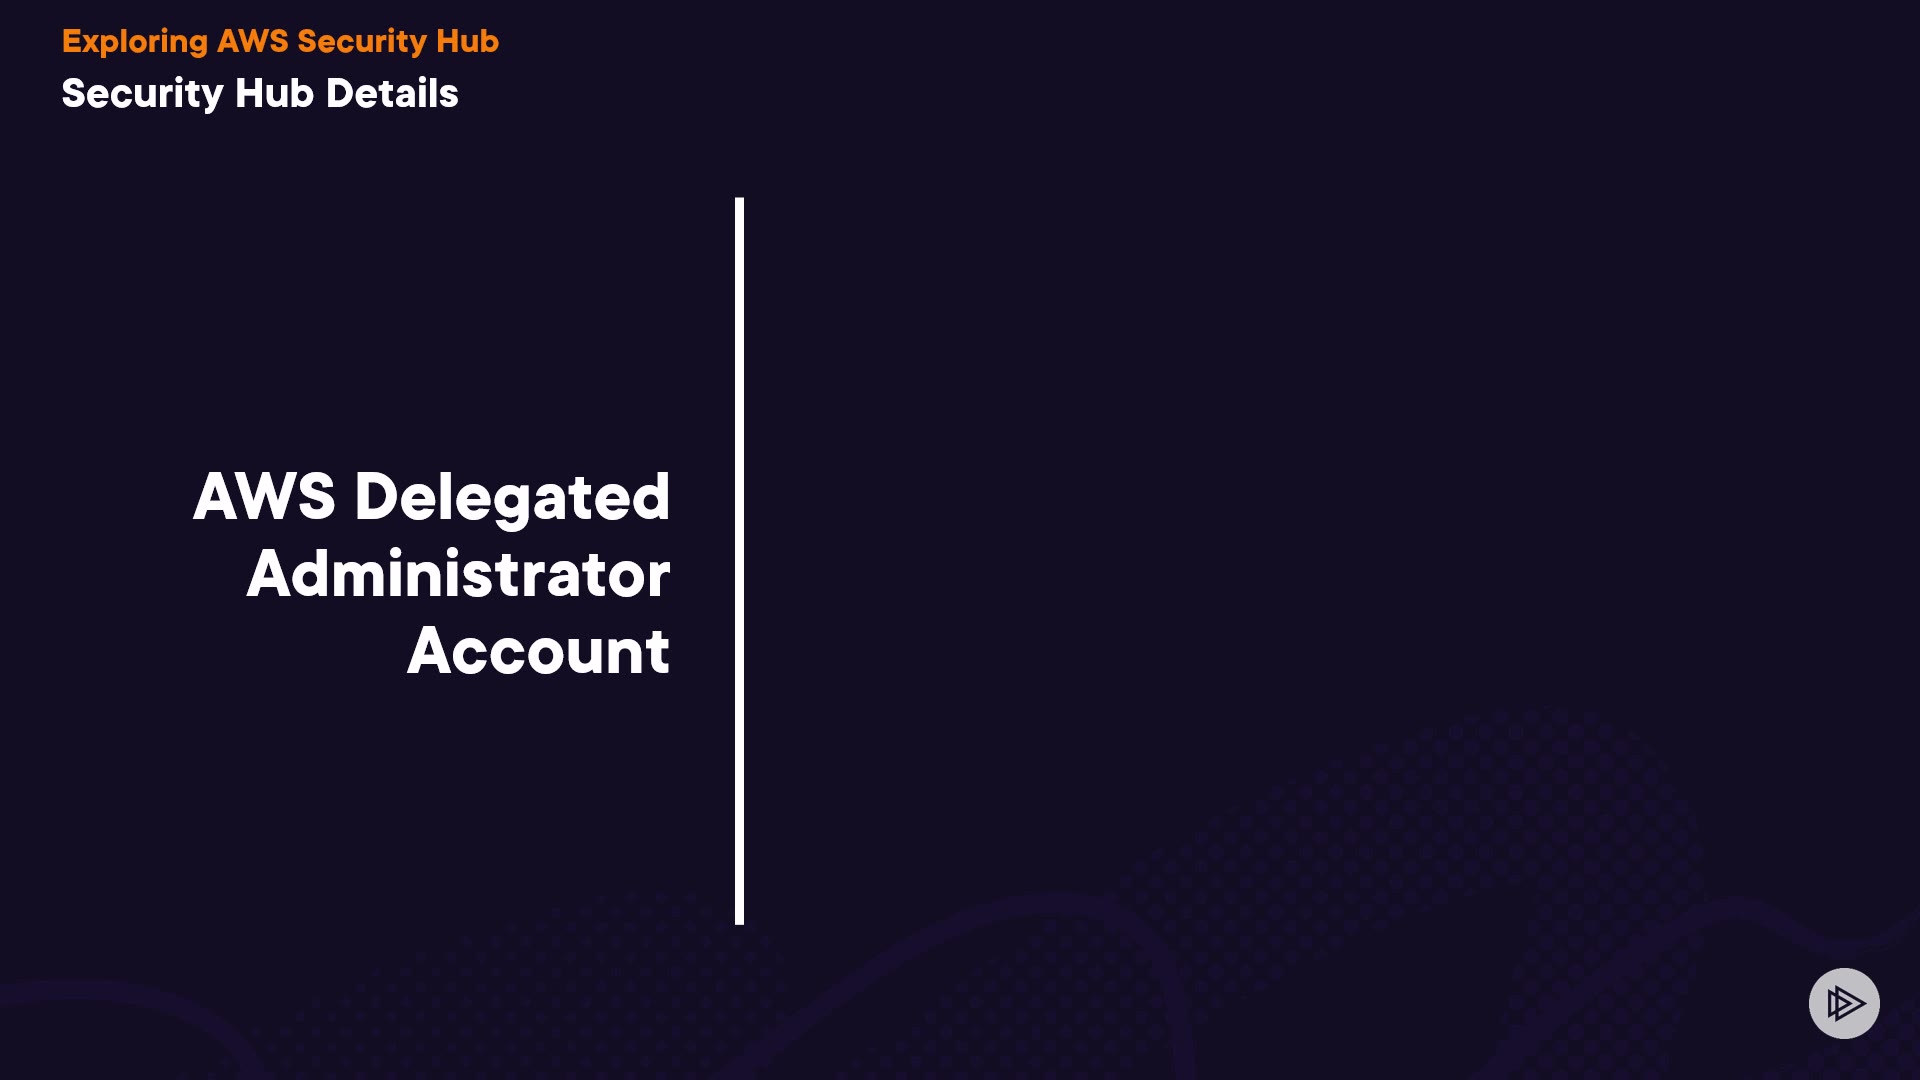 Exploring AWS Security Hub
Security Hub Details
AWS Delegated
Administrator
Account